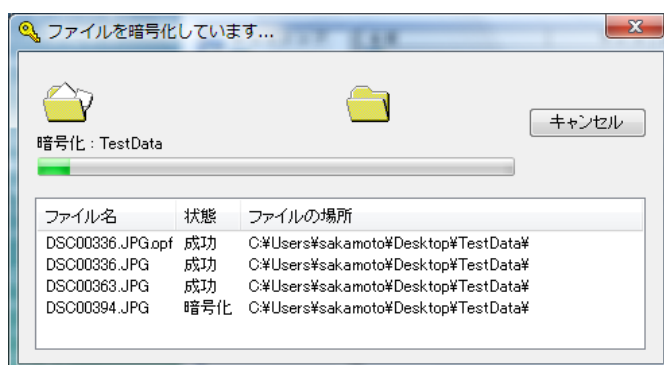 ファイルを暗号化しています...
キャンセル
暗号化 : TestData
ファイル名 状態 ファイルの場所
DSC00336.JPG.opf 成功 C:¥Users¥sakamoto¥Desktop¥TestData¥
DSC00336.JPG 成功 C:¥Users¥sakamoto¥Desktop¥TestData¥
DSC00363.JPG 成功 C:¥Users¥sakamoto¥Desktop¥TestData¥
DSC00394.JPG 暗号化 C:¥Users¥sakamoto¥Desktop¥TestData¥